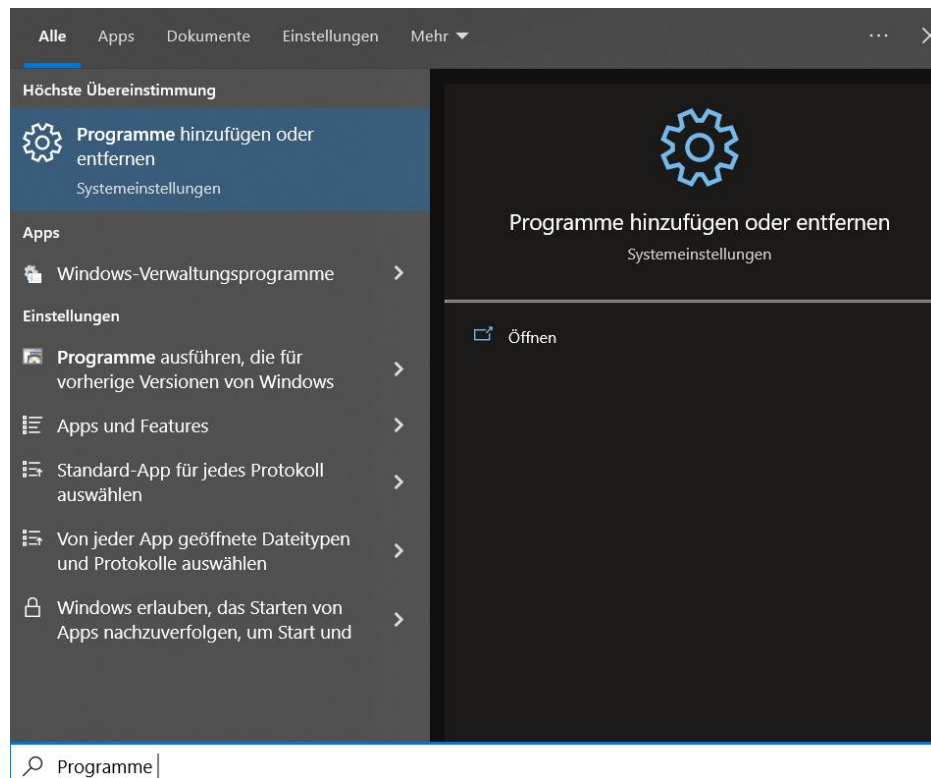 Alle Apps Dokumente Einstellungen Mehr
Höchste Übereinstimmung
Programme hinzufügen oder
entfernen
Systemeinstellungen
Apps
Windows-Verwaltungsprogramme
Einstellungen
Programme ausführen, die für
vorherige Versionen von Windows
Apps und Features
Standard-App für jedes Protokoll
auswählen
Von jeder App geöffnete Dateitypen
und Protokolle auswählen
Windows erlauben, das Starten von
Apps nachzuverfolgen, um Start und
Programme hinzufügen oder entfernen
Systemeinstellungen
Öffnen
Programme